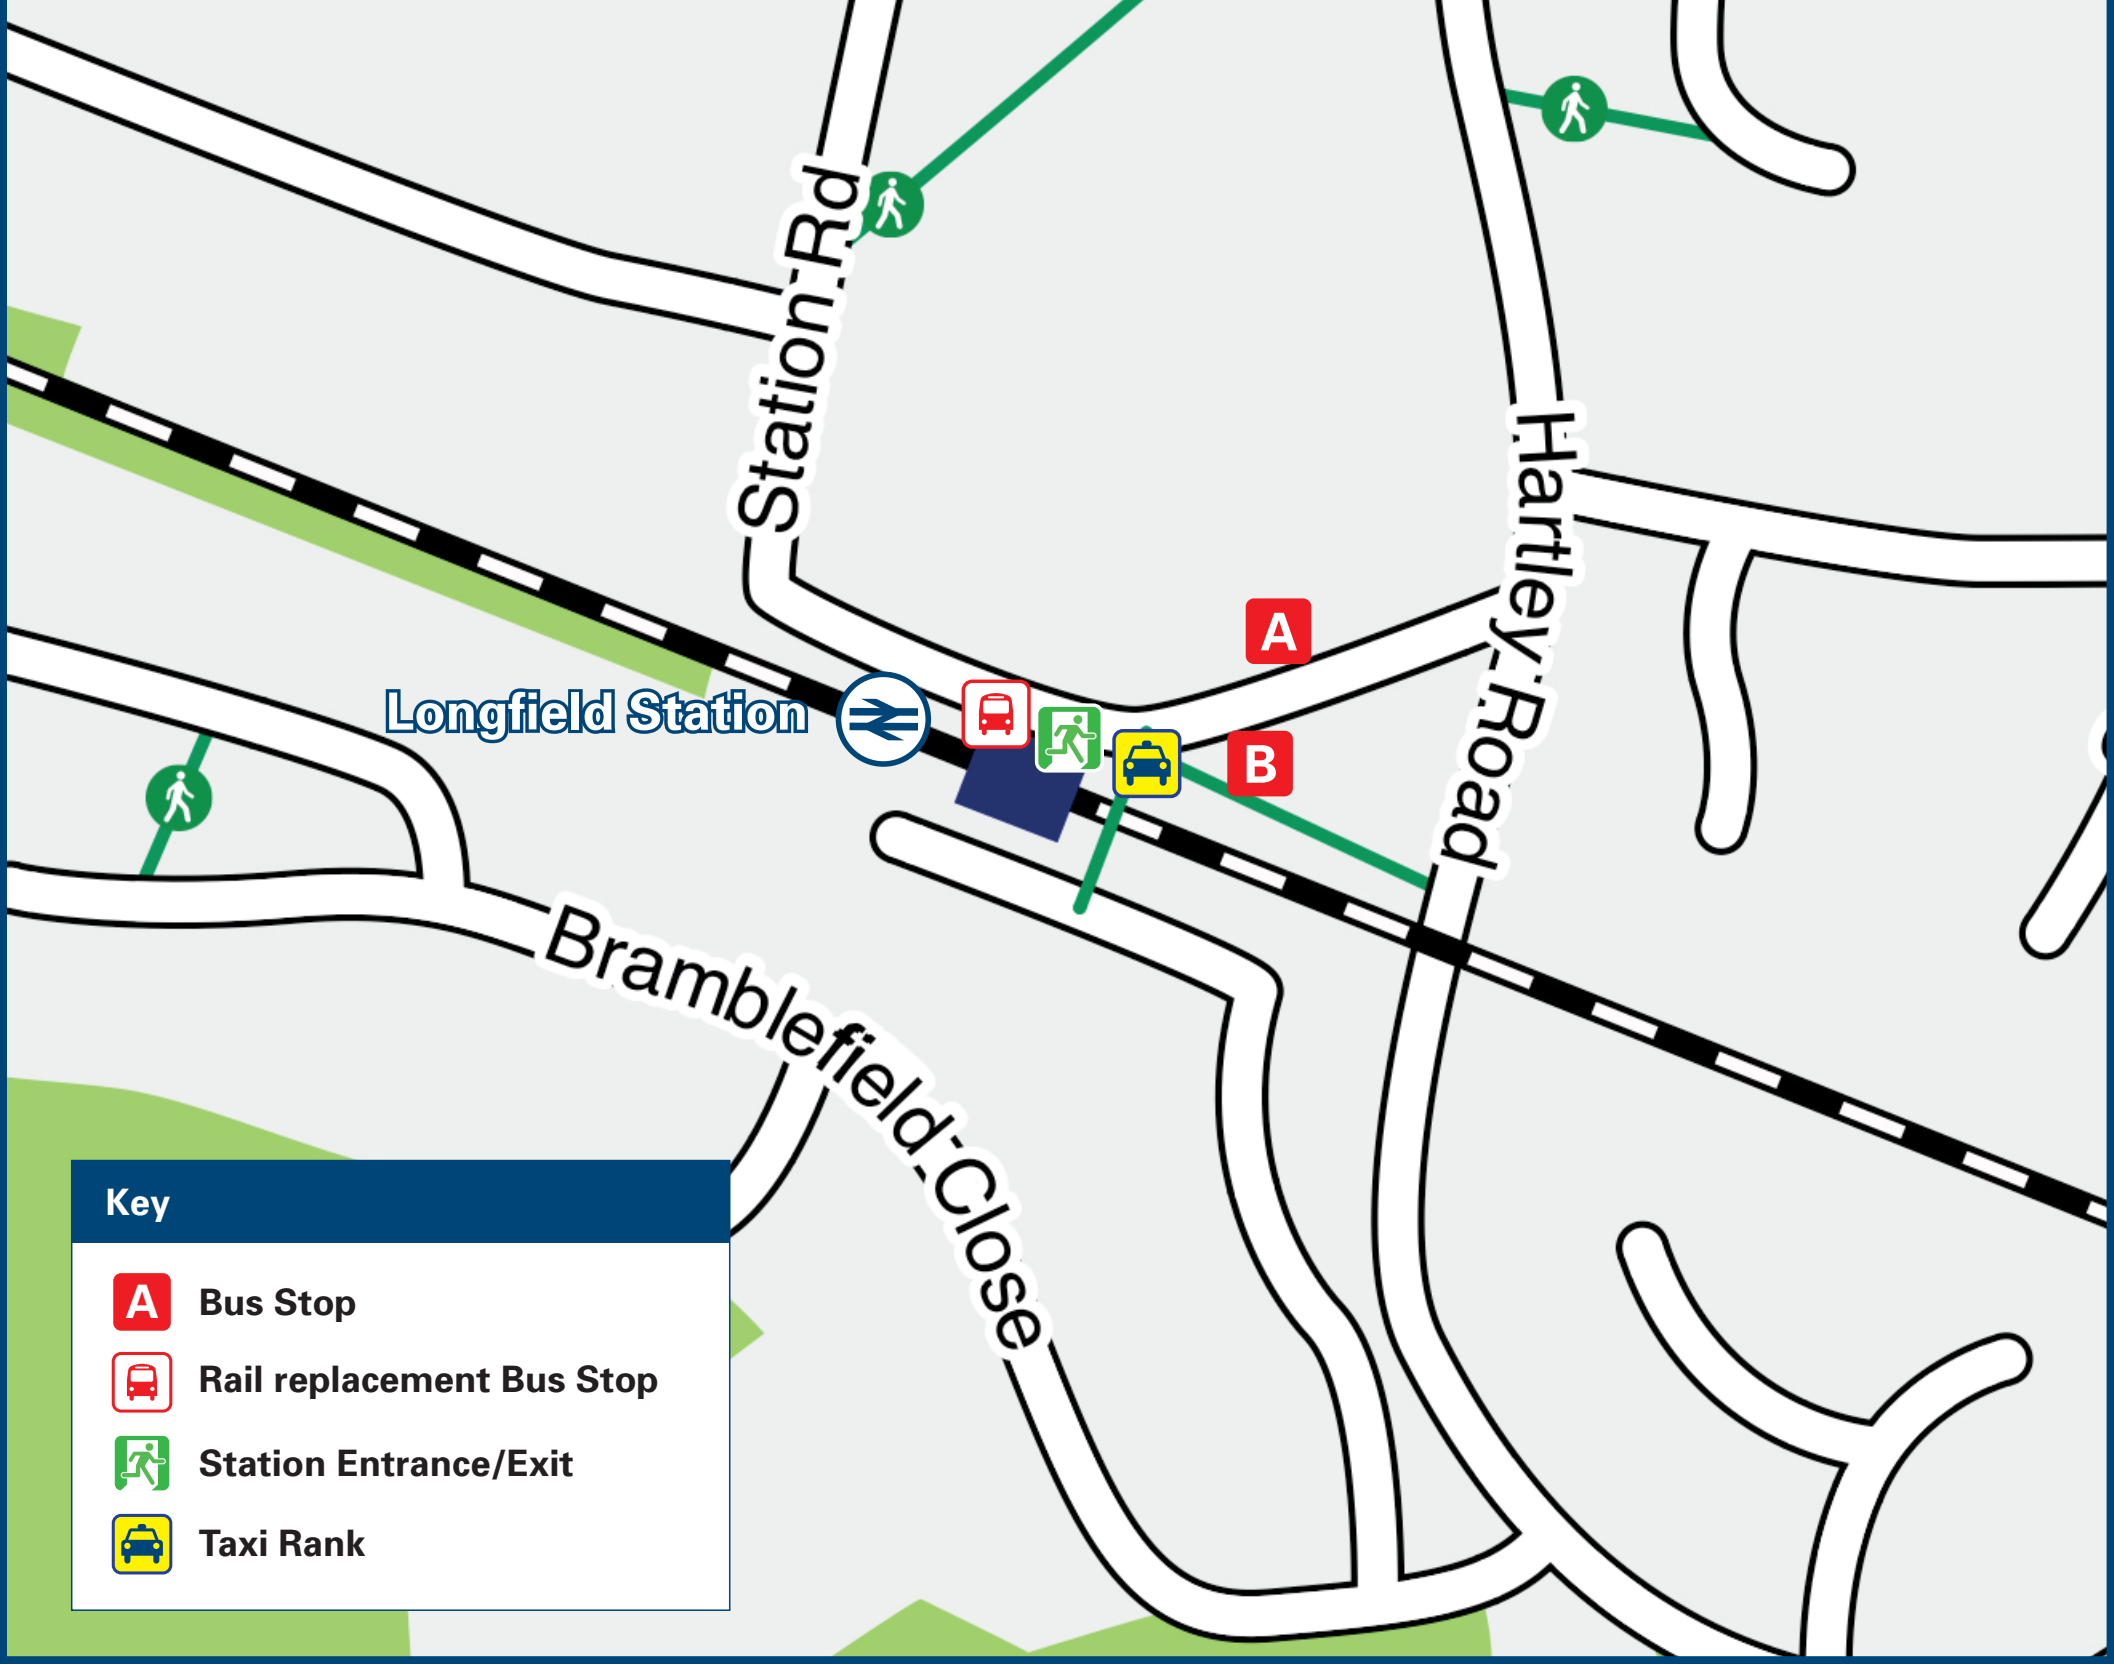 Station Rd
Hartley Road
A
Longfield Station
B
Bramblefield Close
Key
A Bus Stop
Rail replacement Bus Stop
Station Entrance/Exit
Taxi Rank